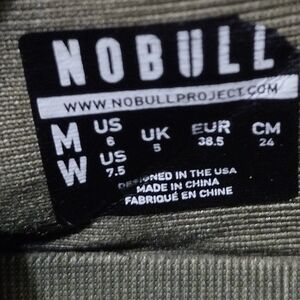 NOBULL
WWW.NOBULLPROJECT.COM
M US 6 UK 5 EUR 38.5 CM 24
W US 7.5
DESIGNED IN THE USA
MADE IN CHINA
FABRIQUÉ EN CHINE